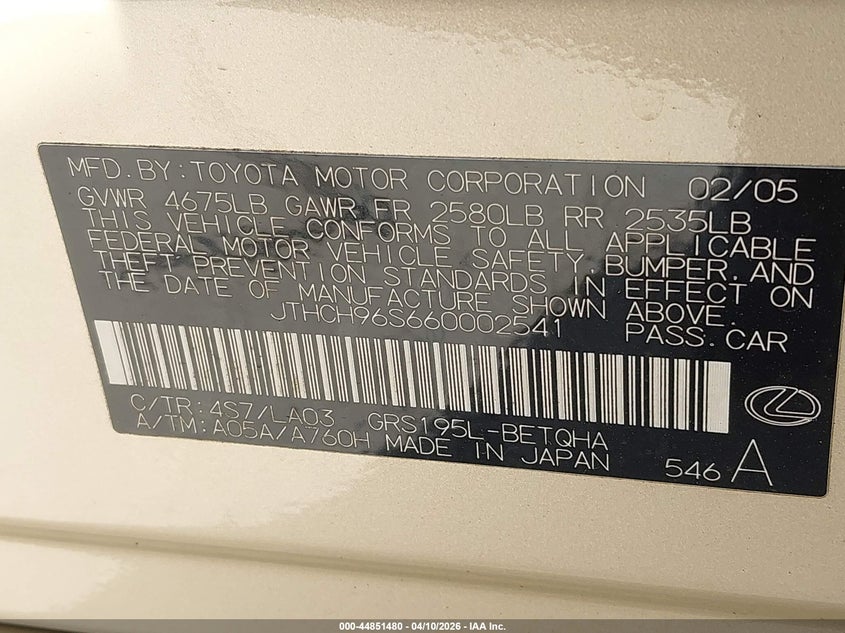 MFD. BY: TOYOTA MOTOR CORPORATION 02/05
GVWR 4675LB GAWR FR 2580LB RR 2535LB
THIS VEHICLE CONFORMS TO ALL APPLICABLE
FEDERAL MOTOR VEHICLE SAFETY, BUMPER, AND
THEFT PREVENTION STANDARDS IN EFFECT ON
THE DATE OF MANUFACTURE SHOWN ABOVE.
JTHCH96S660002541 PASS. CAR
C/TR: 4S7/LA03 GRS195L-BETQHA
A/TM: A05A/A760H MADE IN JAPAN 546 A
000-44851480 - 04/10/2026 - IAA Inc.